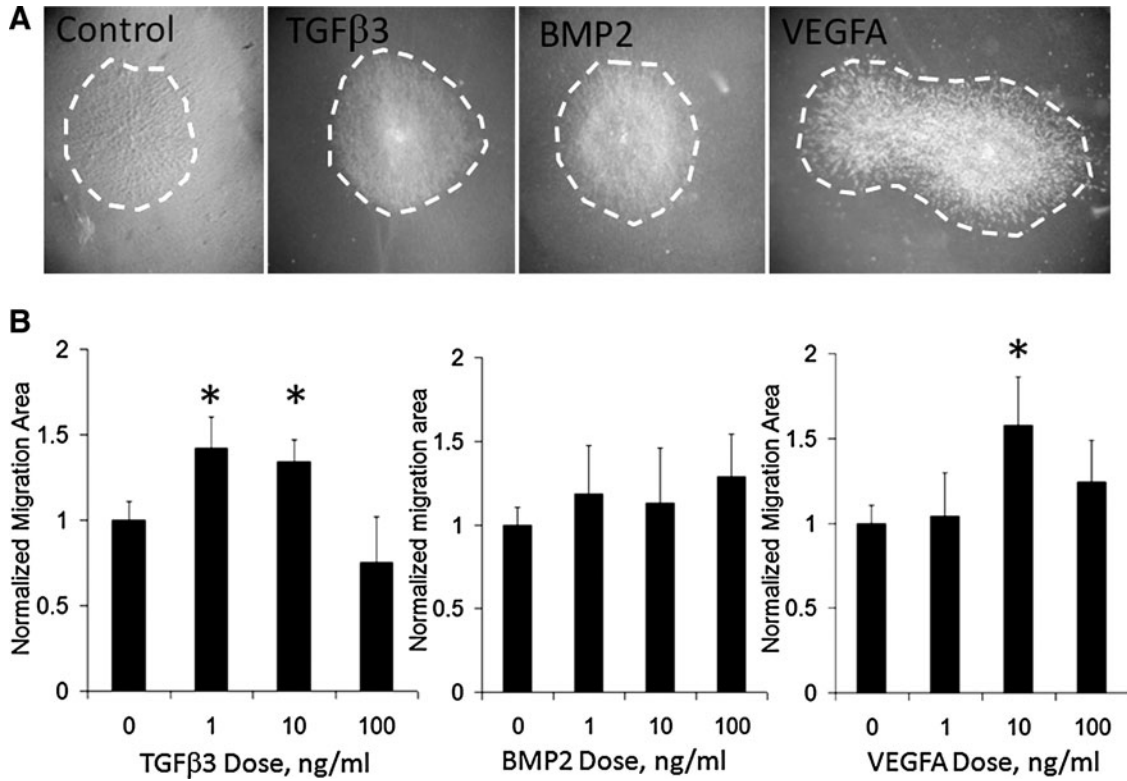 A
Control
TGFβ3
BMP2
VEGFA
B
Normalized Migration Area
2
1.5
1
0.5
0
*
*
0 1 10 100
TGFβ3 Dose, ng/ml
Normalized migration area
2
1.5
1
0.5
0
0 1 10 100
BMP2 Dose, ng/ml
Normalized Migration Area
2
1.5
1
0.5
0
*
0 1 10 100
VEGFA Dose, ng/ml